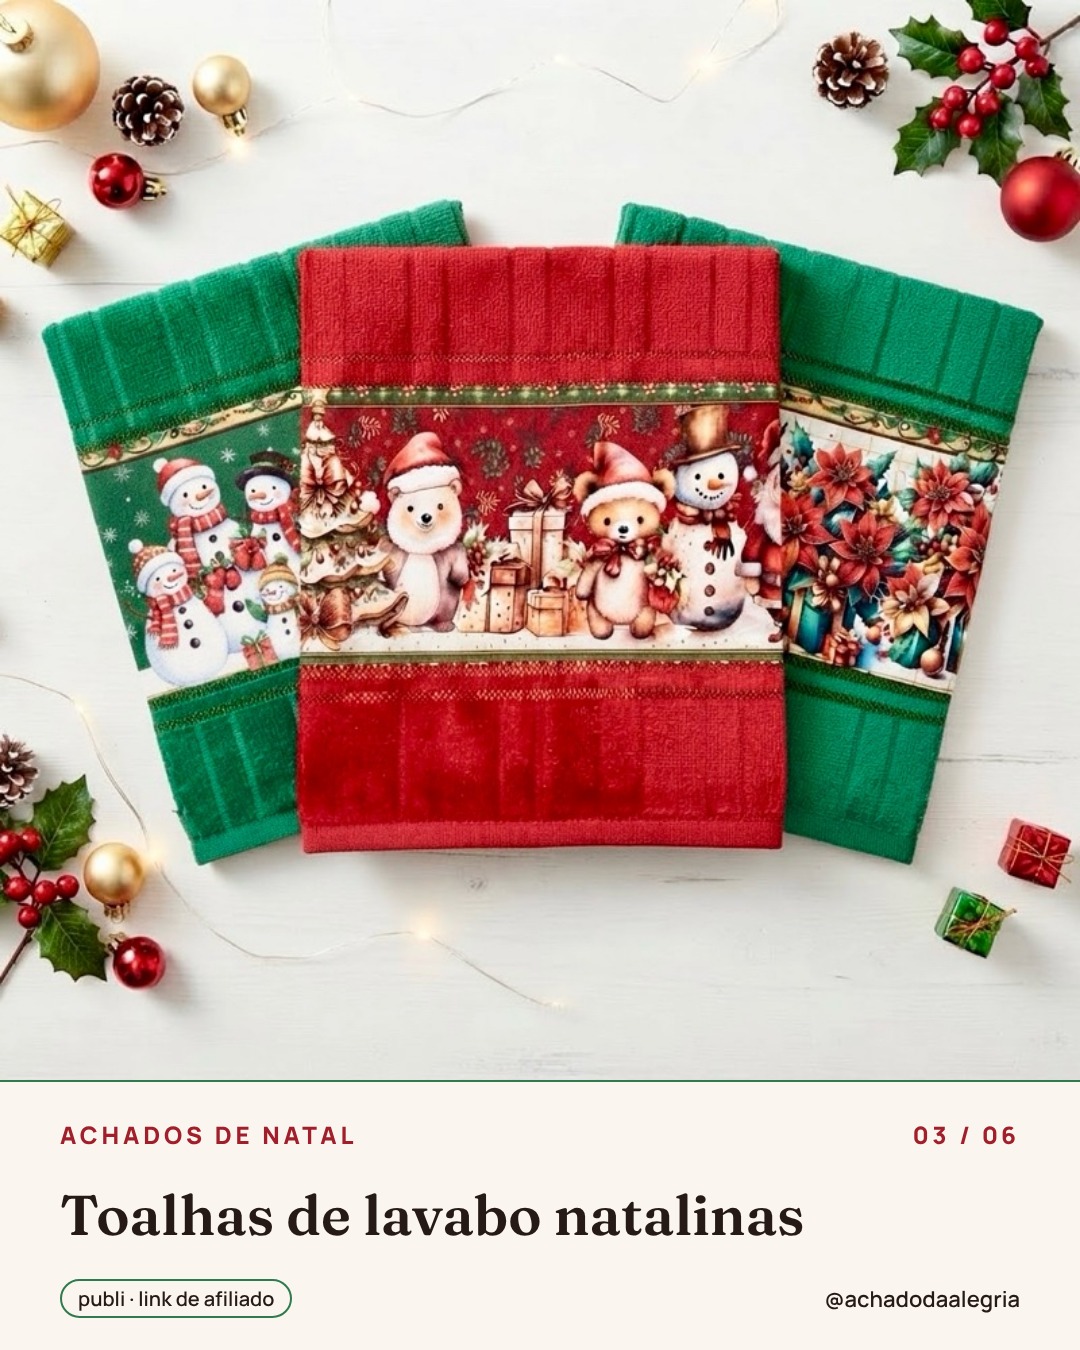 ACHADOS DE NATAL
03 / 06
Toalhas de lavabo natalinas
publi · link de afiliado
@achadodaalegria